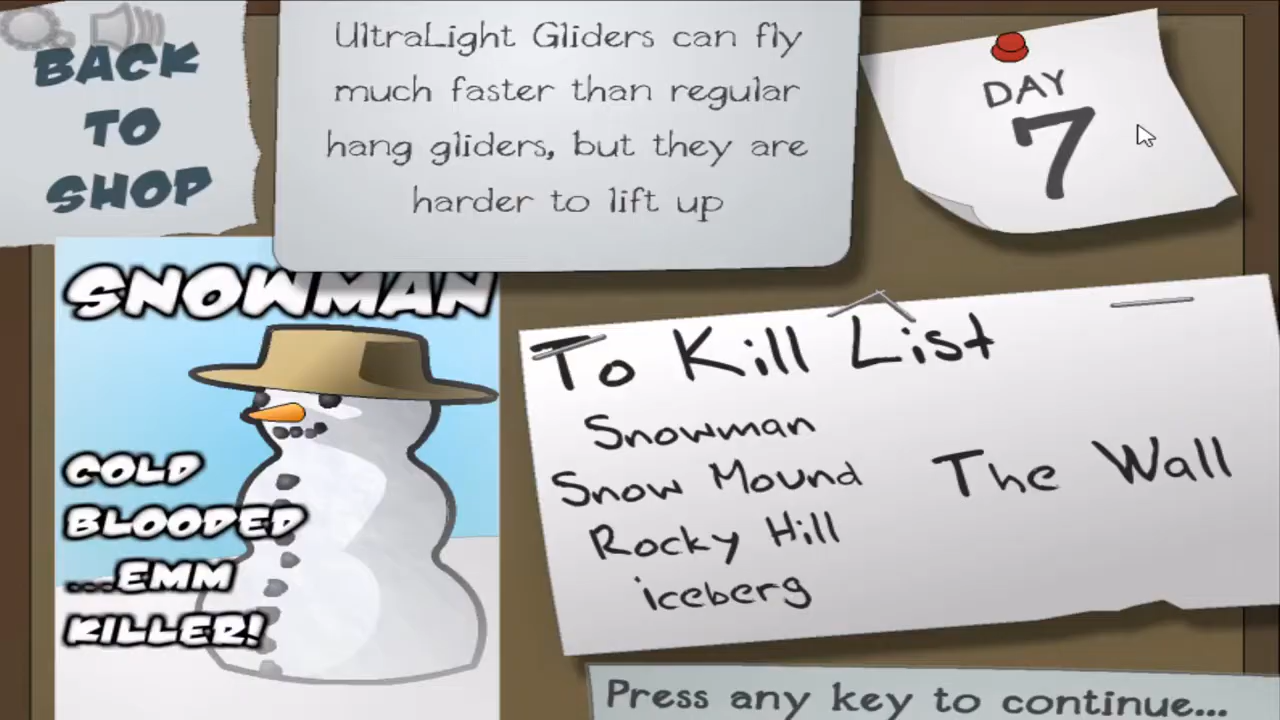 BACK
TO
SHOP
UltraLight Gliders can fly
much faster than regular
hang gliders, but they are
harder to lift up
DAY
7
SNOWMAN
COLD
BLOODED
...EMM
KILLER!
To Kill List
Snowman
Snow Mound
Rocky Hill
iceberg
The Wall
Press any key to continue...